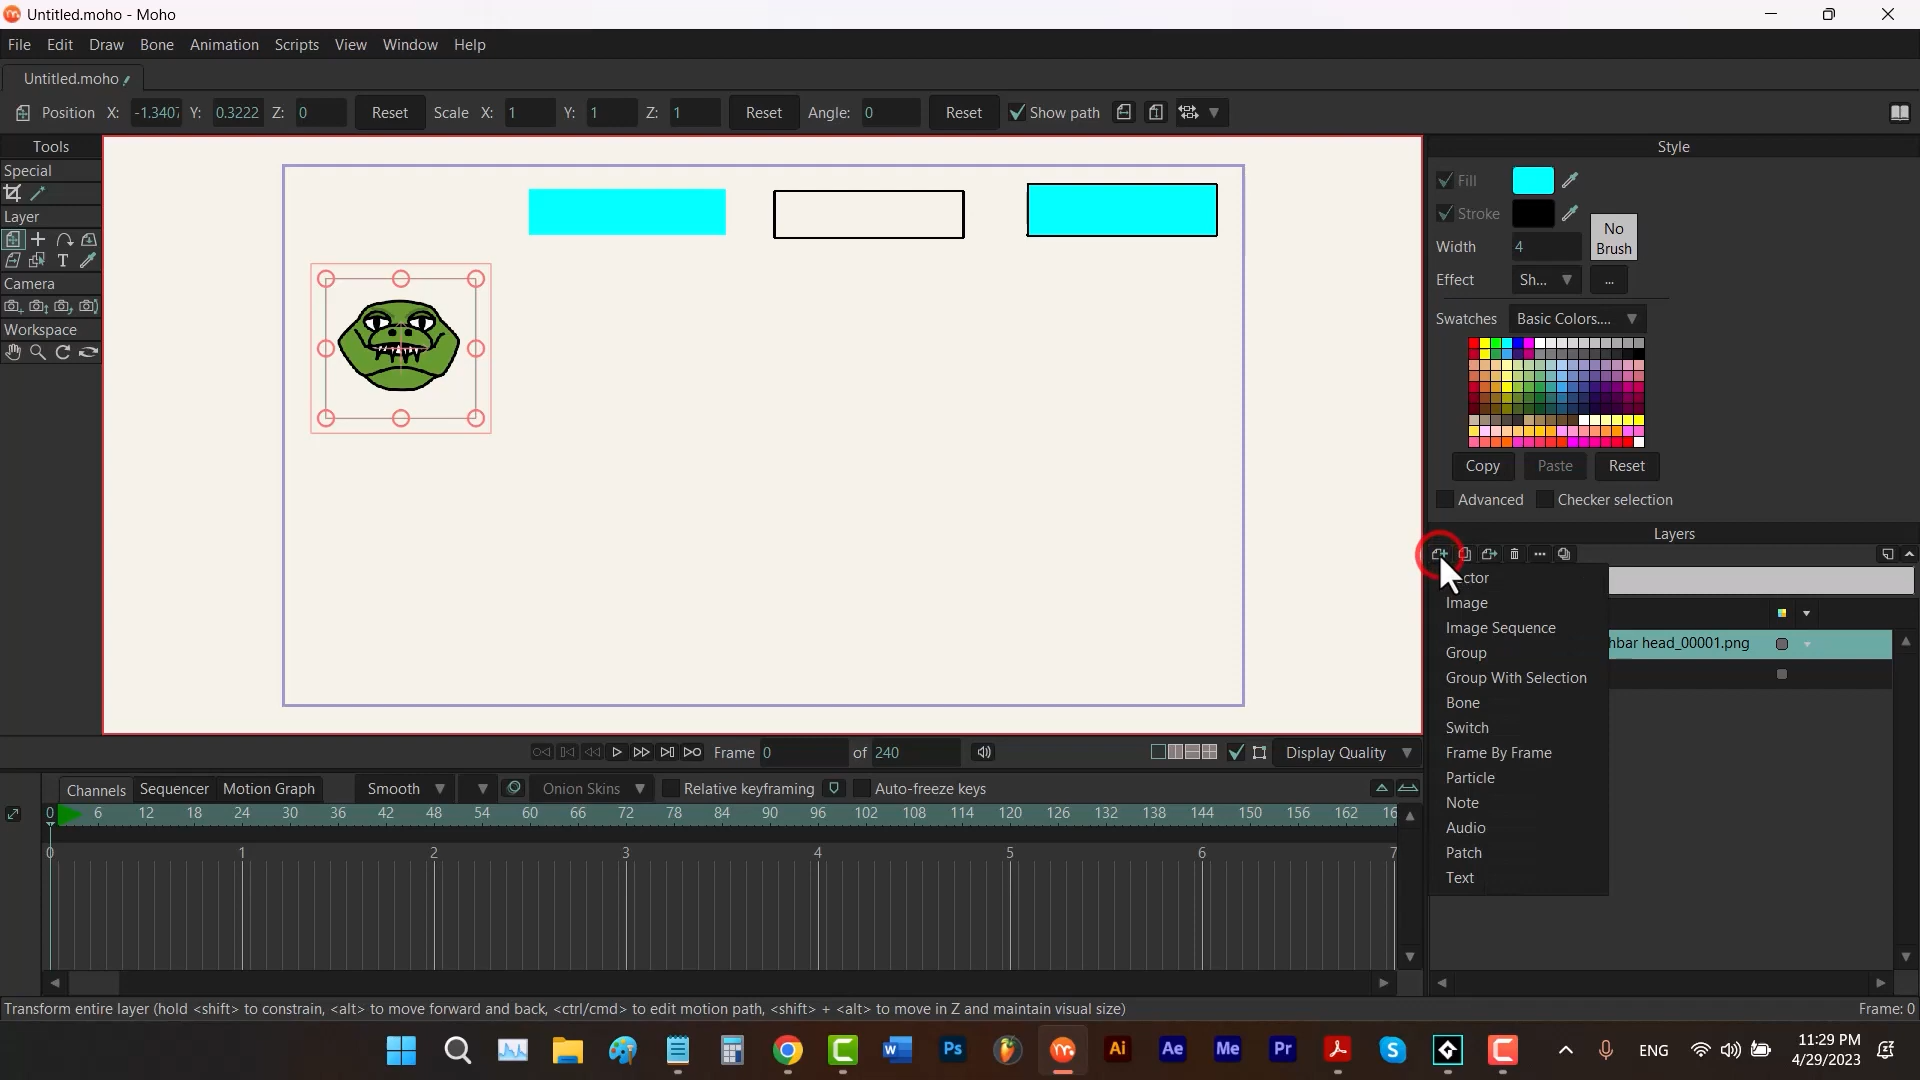 Untitled.moho - Moho
File Edit Draw Bone Animation Scripts View Window Help
Untitled.moho
Position X: -1.3407 Y: 0.3222 Z: 0 Reset Scale X: 1 Y: 1 Z: 1 Reset Angle: 0 Reset Show path
Tools
Special
Layer
T
Camera
Workspace
Style
Fill
Stroke
No
Brush
Width 4
Effect Sh... ...
Swatches Basic Colors....
Copy Paste Reset
Advanced Checker selection
Layers
ctor
Image
Image Sequence
Group
hbar head_00001.png
Group With Selection
Bone
Switch
Frame By Frame
Particle
Note
Audio
Patch
Text
Frame 0 of 240 Display Quality
Channels Sequencer Motion Graph Smooth Onion Skins Relative keyframing Auto-freeze keys
0 6 12 18 24 30 36 42 48 54 60 66 72 78 84 90 96 102 108 114 120 126 132 138 144 150 156 162 16
0 1 2 3 4 5 6 7
Transform entire layer (hold <shift> to constrain, <alt> to move forward and back, <ctrl/cmd> to edit motion path, <shift> + <alt> to move in Z and maintain visual size) Frame: 0
W Ps Ai Ae Me Pr S ENG 11:29 PM
4/29/2023